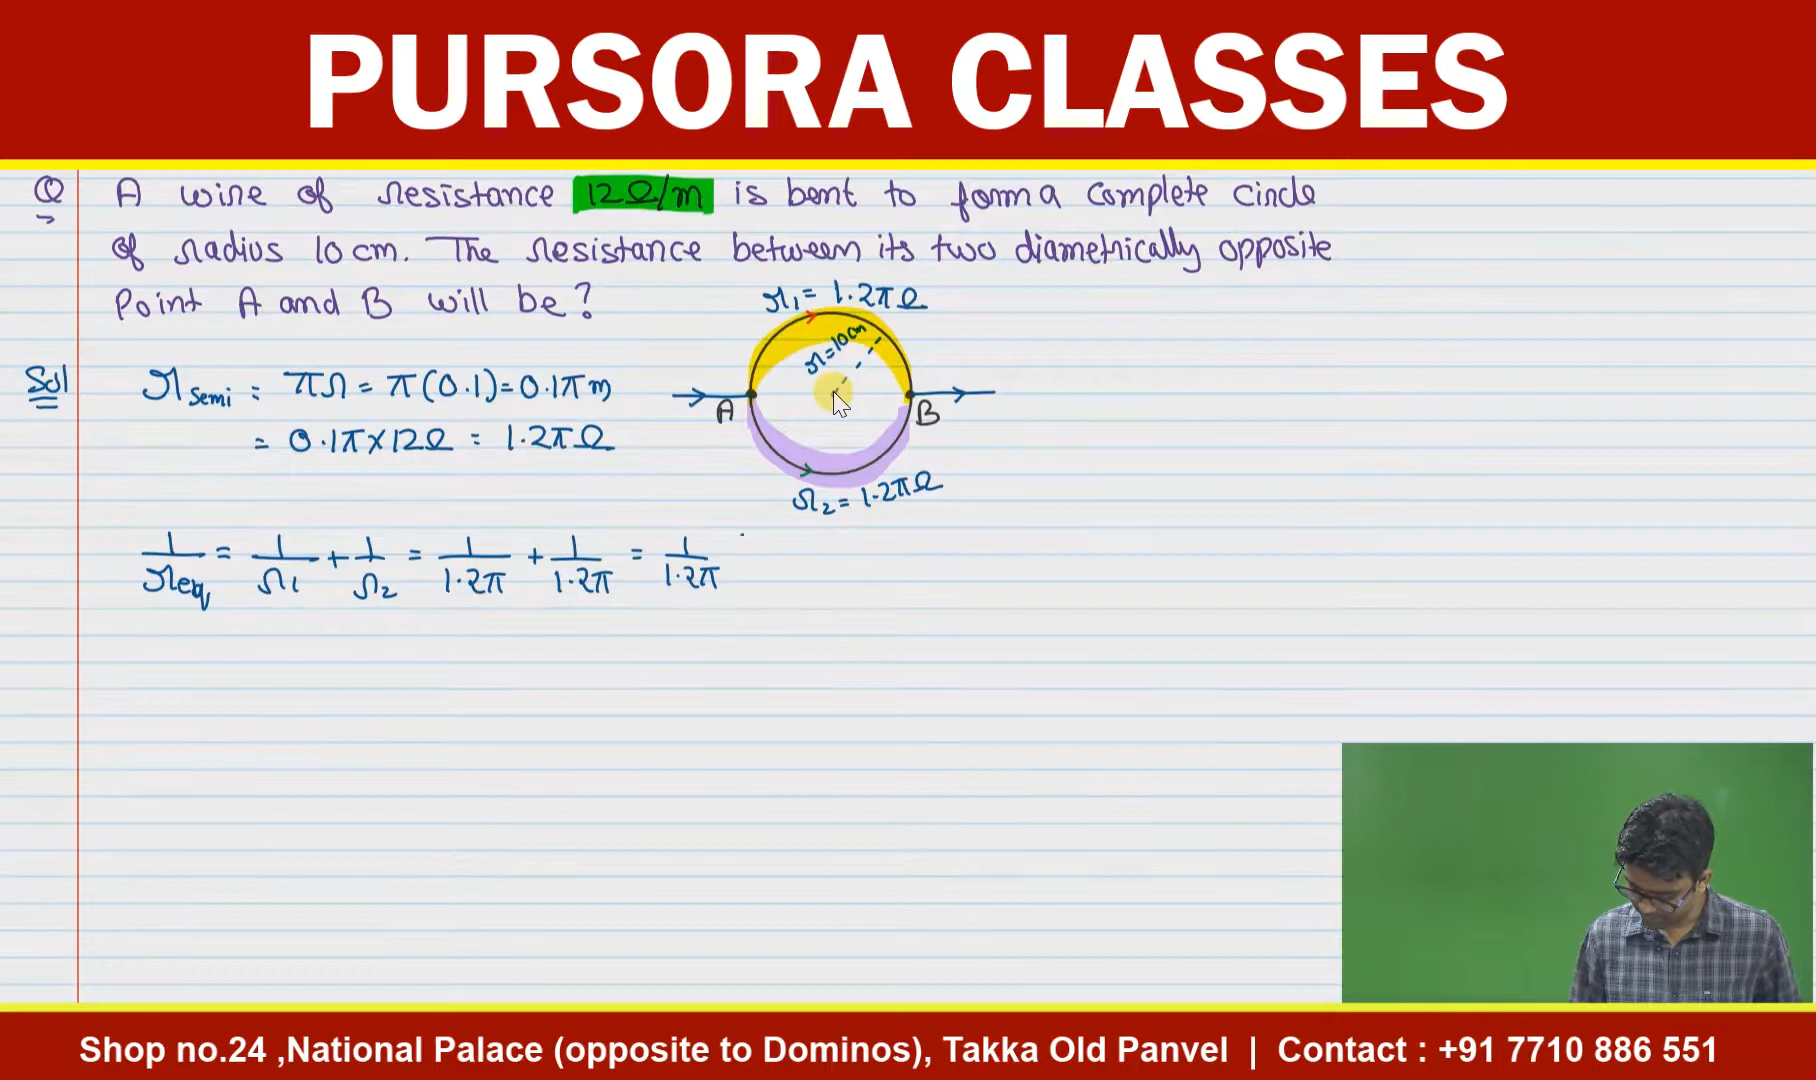 PURSORA CLASSES
Q A wire of resistance 12Ω/m is bent to form a complete circle
of radius 10 cm. The resistance between its two diametrically opposite
Point A and B will be?
r₁ = 1.2πΩ
r=10cm
A
B
r₂ = 1.2πΩ
Sol r semi = πr = π(0.1) = 0.1π m
= 0.1π×12Ω = 1.2πΩ
1/req = 1/r₁ + 1/r₂ = 1/1.2π + 1/1.2π = 1/1.2π
Shop no.24 ,National Palace (opposite to Dominos), Takka Old Panvel | Contact : +91 7710 886 551